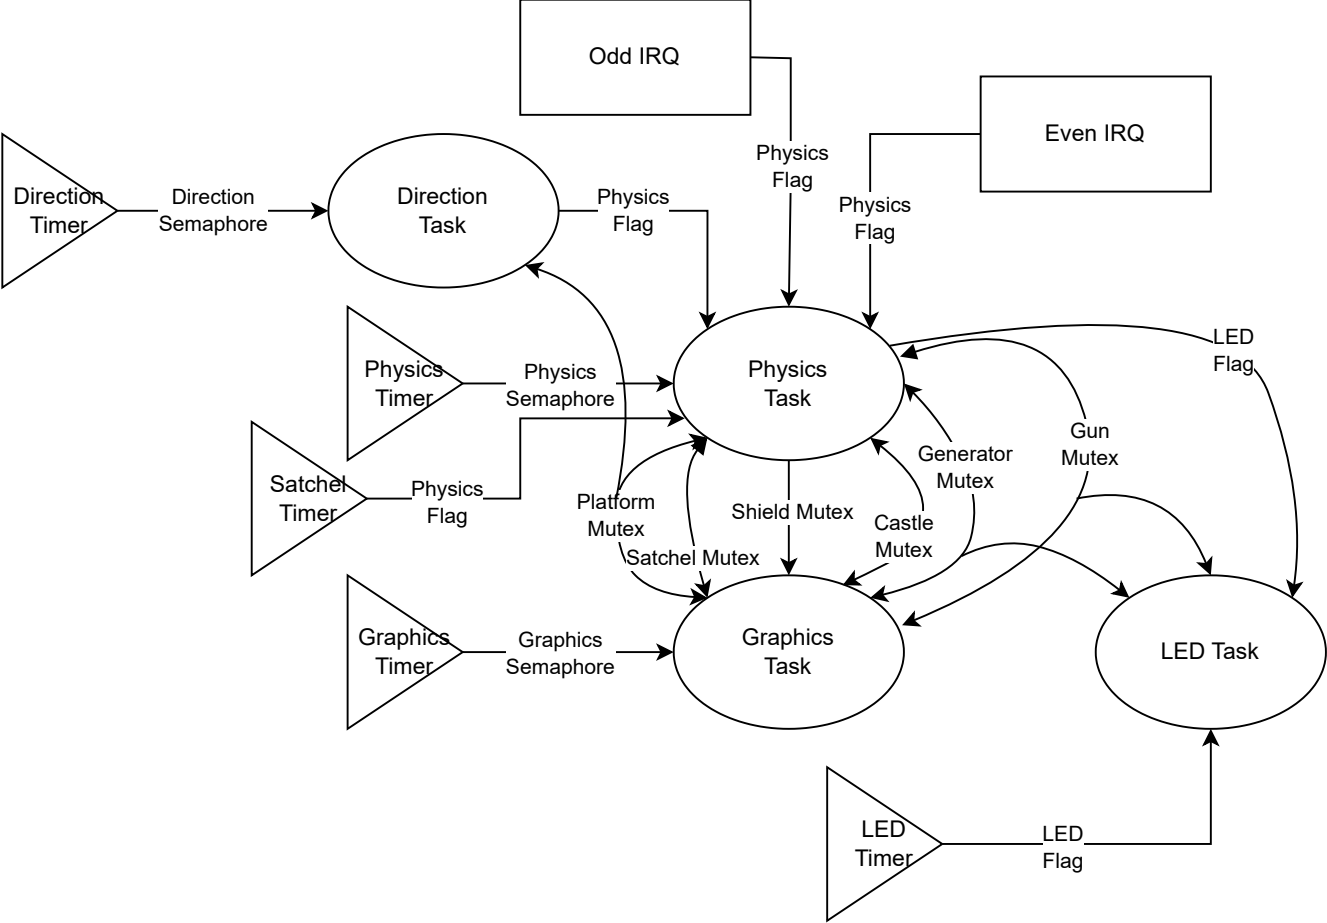 Odd IRQ
Even IRQ
Physics
Flag
Physics
Flag
Direction
Timer
Direction
Semaphore
Direction
Task
Physics
Flag
LED
Flag
Physics
Timer
Physics
Semaphore
Physics
Task
Gun
Mutex
Generator
Mutex
Satchel
Timer
Physics
Flag
Platform
Mutex
Shield Mutex
Castle
Mutex
Satchel Mutex
Graphics
Timer
Graphics
Semaphore
Graphics
Task
LED Task
LED
Timer
LED
Flag